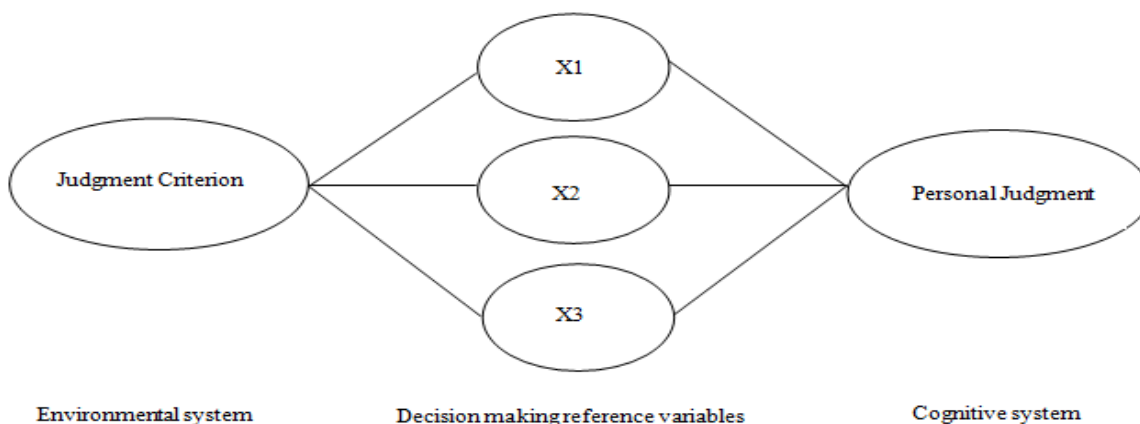 X1
Judgment Criterion
X2
Personal Judgment
X3
Environmental system
Decision making reference variables
Cognitive system